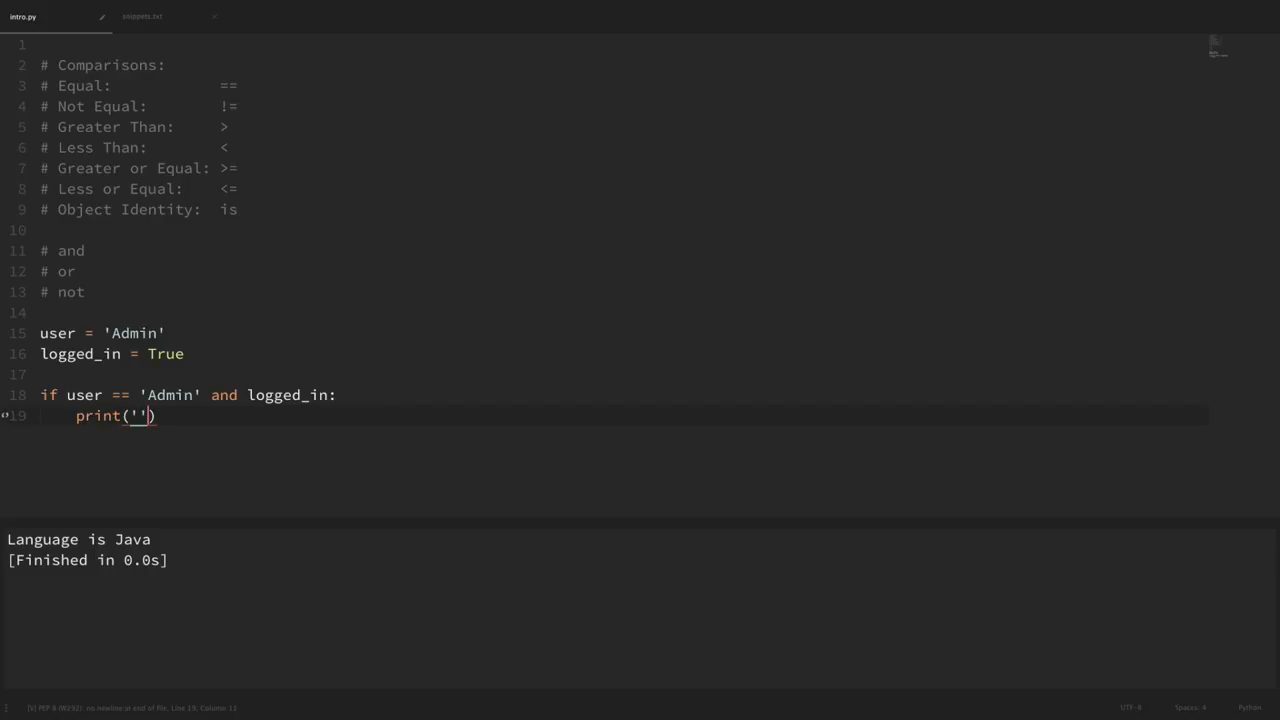 intro.py
snippets.txt
1
2 # Comparisons:
3 # Equal: ==
4 # Not Equal: !=
5 # Greater Than: >
6 # Less Than: <
7 # Greater or Equal: >=
8 # Less or Equal: <=
9 # Object Identity: is
10
11 # and
12 # or
13 # not
14
15 user = 'Admin'
16 logged_in = True
17
18 if user == 'Admin' and logged_in:
19 print('')
Language is Java
[Finished in 0.0s]
PEP 8 (W292): no newline at end of file, Line 19, Column 13
UTF-8
Spaces: 4
Python